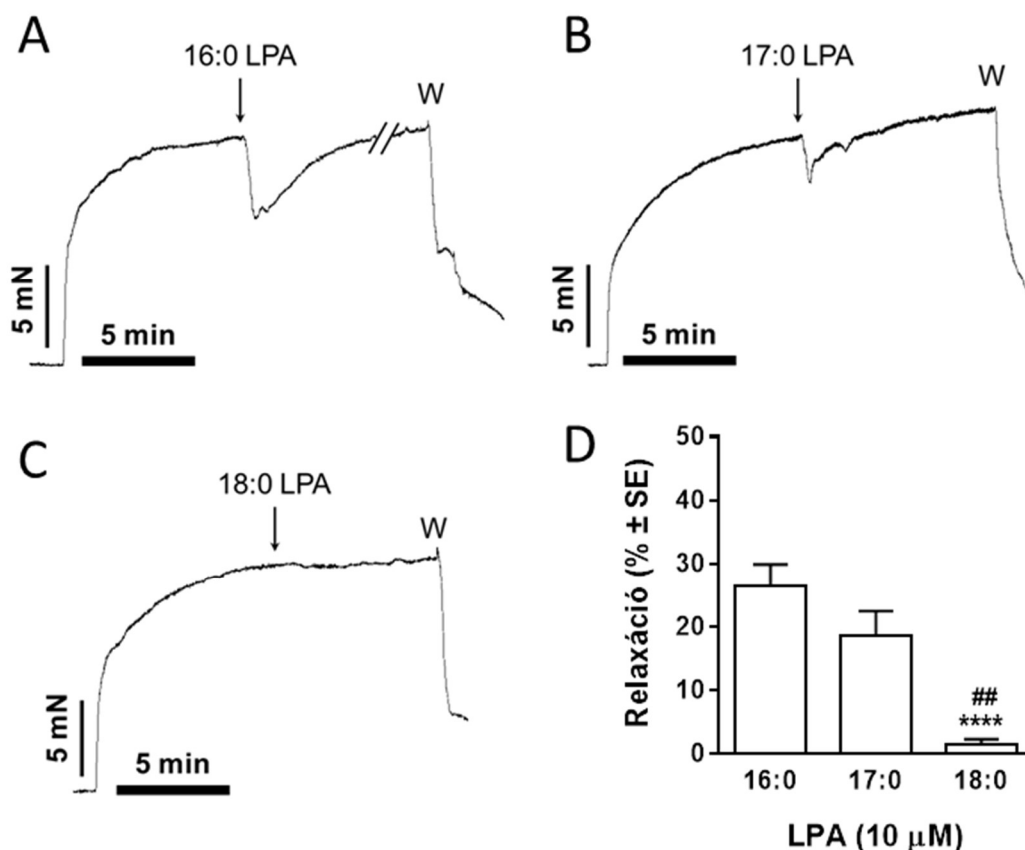 A
16:0 LPA
W
5 mN
5 min
B
17:0 LPA
W
5 mN
5 min
C
18:0 LPA
W
5 mN
5 min
D
Relaxáció (% ± SE)
50
40
30
20
10
0
##
****
16:0 17:0 18:0
LPA (10 μM)